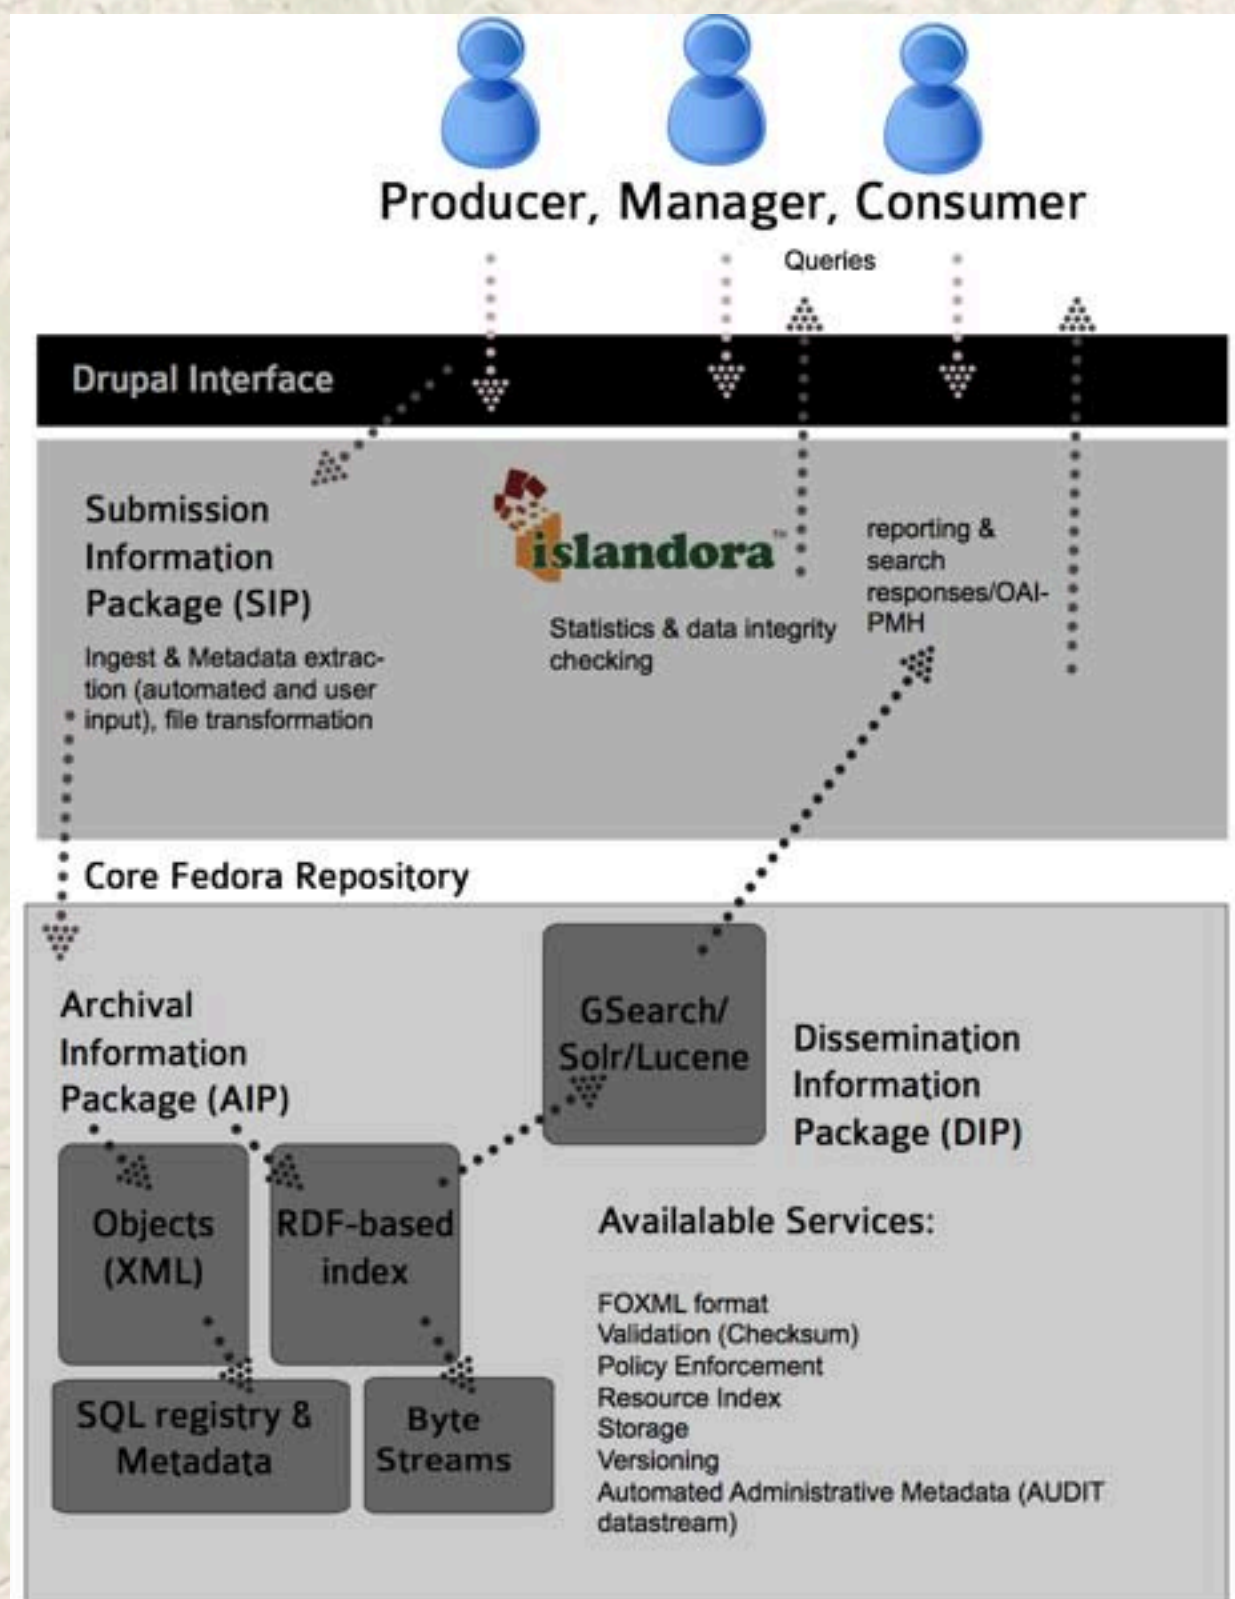 Producer, Manager, Consumer
Queries
Drupal Interface
Submission
Information
Package (SIP)
Ingest & Metadata extrac-
tion (automated and user
input), file transformation
islandora™
Statistics & data integrity
checking
reporting &
search
responses/OAI-
PMH
Core Fedora Repository
Archival
Information
Package (AIP)
GSearch/
Solr/Lucene
Dissemination
Information
Package (DIP)
Objects
(XML)
RDF-based
index
SQL registry &
Metadata
Byte
Streams
Availalable Services:
FOXML format
Validation (Checksum)
Policy Enforcement
Resource Index
Storage
Versioning
Automated Administrative Metadata (AUDIT
datastream)